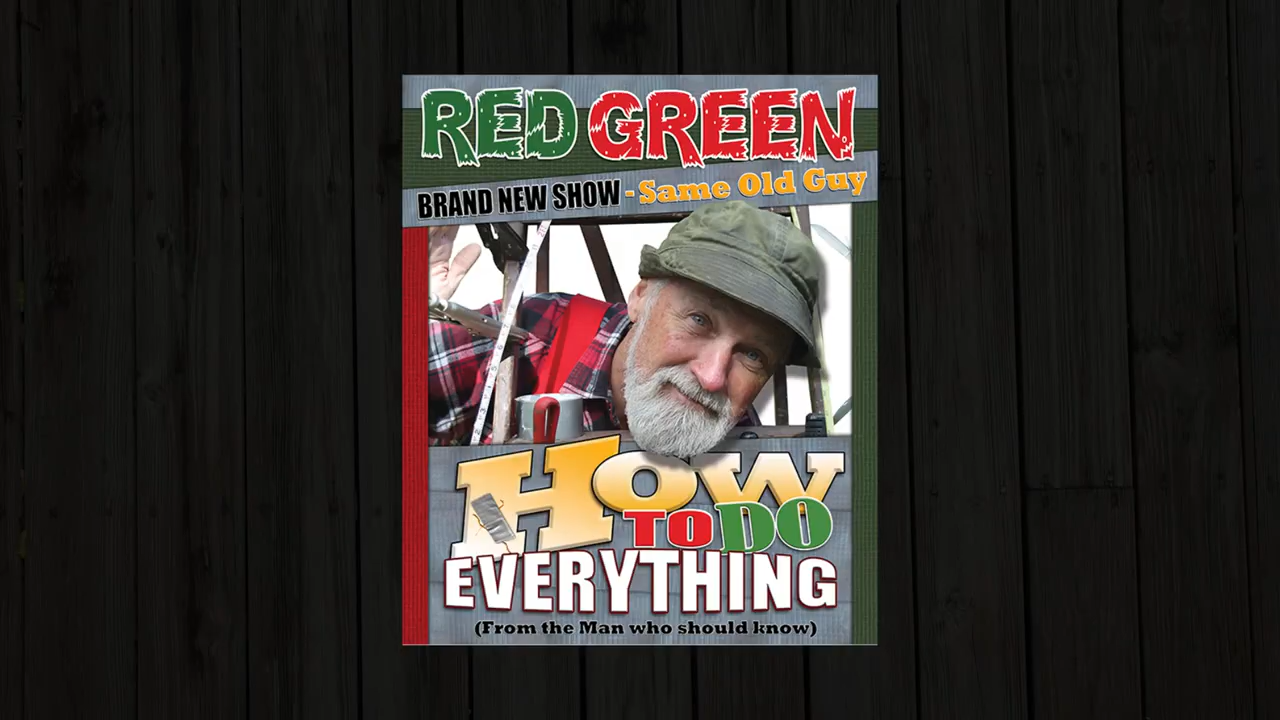 RED GREEN
BRAND NEW SHOW - Same Old Guy
HOW
TO DO
EVERYTHING
(From the Man who should know)